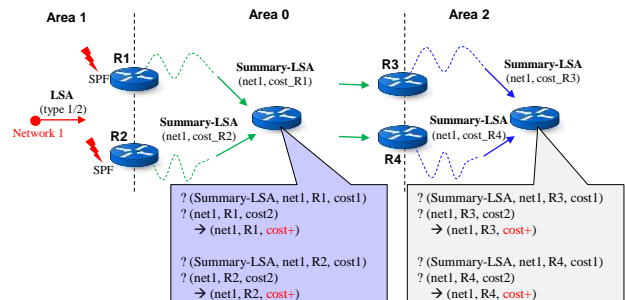 Area 1
Area 0
Area 2
R1
SPF
LSA
(type 1/2)
Network 1
R2
SPF
Summary-LSA
(net1, cost_R1)
Summary-LSA
(net1, cost_R2)
R3
R4
Summary-LSA
(net1, cost_R3)
Summary-LSA
(net1, cost_R4)
? (Summary-LSA, net1, R1, cost1)
? (net1, R1, cost2)
→ (net1, R1, cost+)
? (Summary-LSA, net1, R2, cost1)
? (net1, R2, cost2)
→ (net1, R2, cost+)
? (Summary-LSA, net1, R3, cost1)
? (net1, R3, cost2)
→ (net1, R3, cost+)
? (Summary-LSA, net1, R4, cost1)
? (net1, R4, cost2)
→ (net1, R4, cost+)